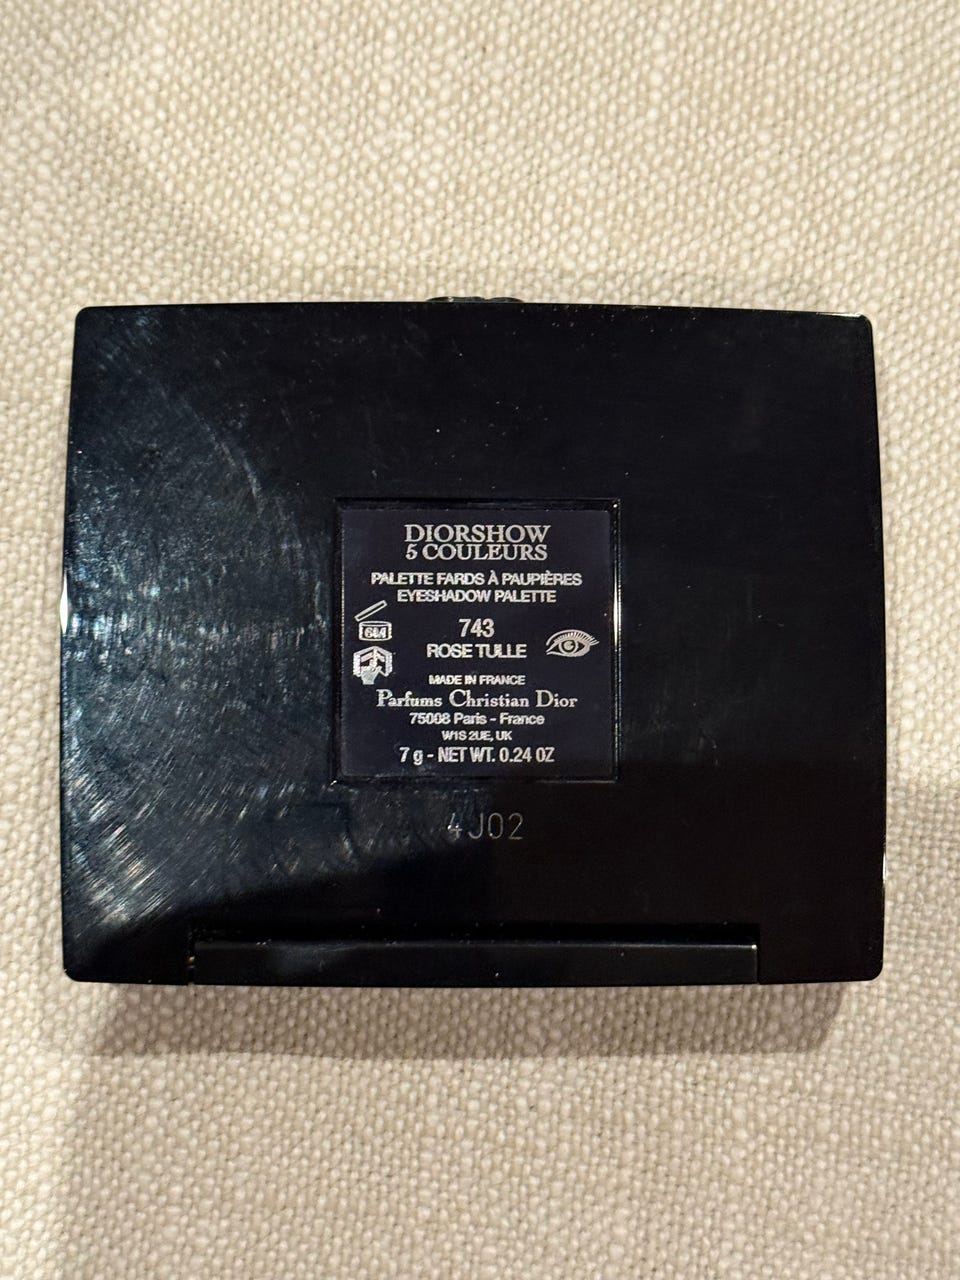 DIORSHOW
5 COULEURS
PALETTE FARDS À PAUPIÈRES
EYESHADOW PALETTE
743
ROSE TULLE
MADE IN FRANCE
Parfums Christian Dior
75008 Paris - France
W1S 2UE, UK
7 g - NET WT. 0.24 OZ
4J02